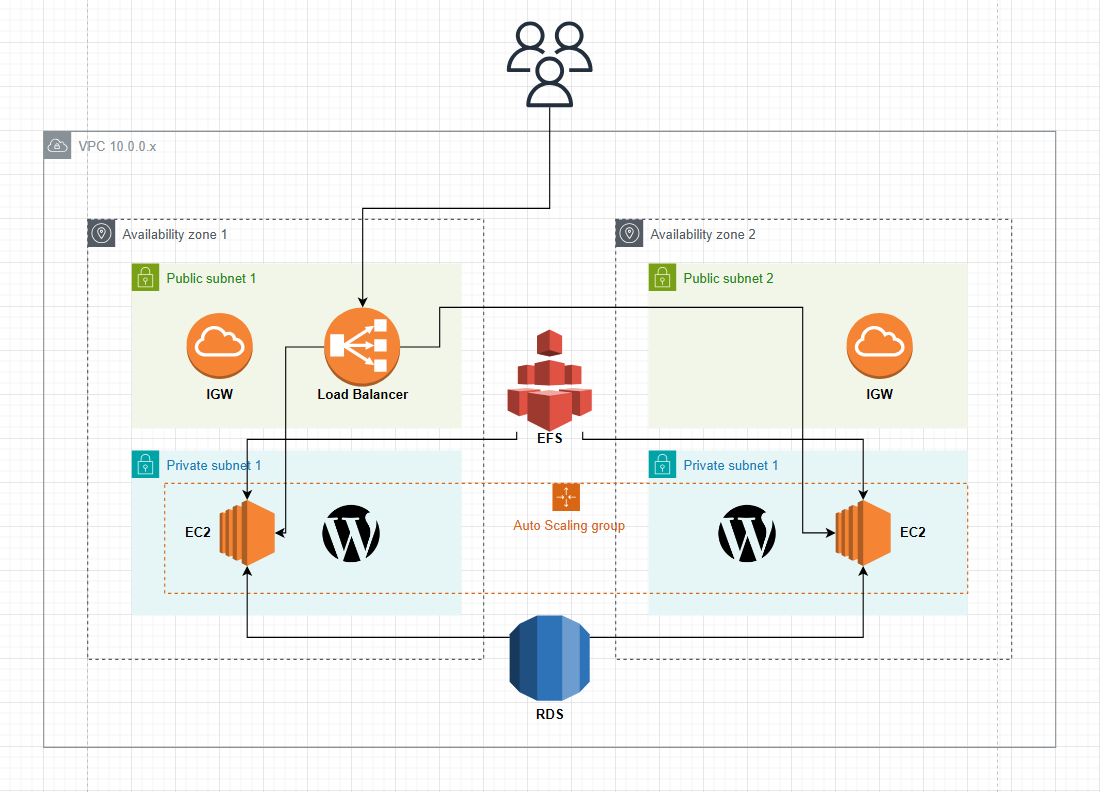 VPC 10.0.0.x
Availability zone 1
Availability zone 2
Public subnet 1
Public subnet 2
IGW
Load Balancer
IGW
EFS
Private subnet 1
Private subnet 1
Auto Scaling group
EC2
EC2
RDS